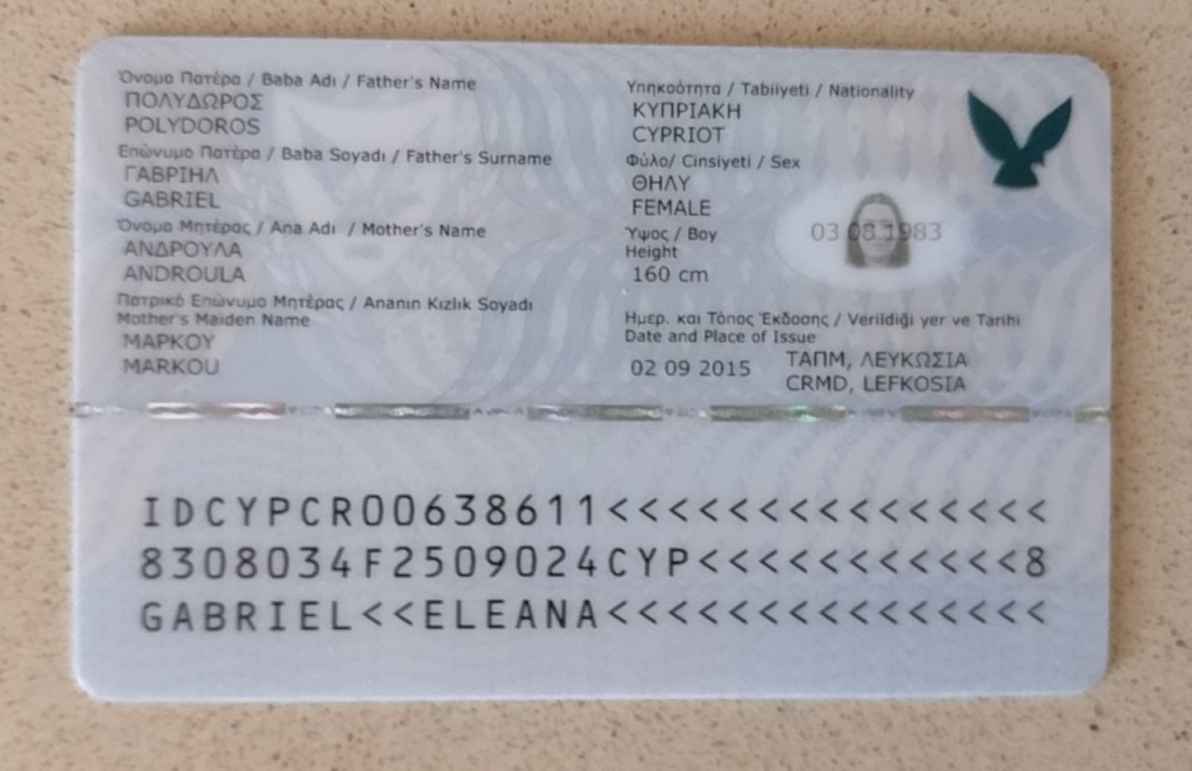 Όνομα Πατέρα / Baba Adı / Father's Name
ΠΟΛΥΔΩΡΟΣ
POLYDOROS
Επώνυμο Πατέρα / Baba Soyadı / Father's Surname
ΓΑΒΡΙΗΛ
GABRIEL
Όνομα Μητέρας / Ana Adı / Mother's Name
ΑΝΔΡΟΥΛΑ
ANDROULA
Πατρικό Επώνυμο Μητέρας / Ananın Kızlık Soyadı
Mother's Maiden Name
ΜΑΡΚΟΥ
MARKOU
Υπηκοότητα / Tabiiyeti / Nationality
ΚΥΠΡΙΑΚΗ
CYPRIOT
Φύλο/ Cinsiyeti / Sex
ΘΗΛΥ
FEMALE
Ύψος / Boy
Height
160 cm
03 08 1983
Ημερ. και Τόπος Έκδοσης / Verildiği yer ve Tarihi
Date and Place of Issue
02 09 2015
ΤΑΠΜ, ΛΕΥΚΩΣΙΑ
CRMD, LEFKOSIA
IDCYPCR00638611<<<<<<<<<<<<<<<
8308034F2509024CYP<<<<<<<<<<<8
GABRIEL<<ELEANA<<<<<<<<<<<<<<<